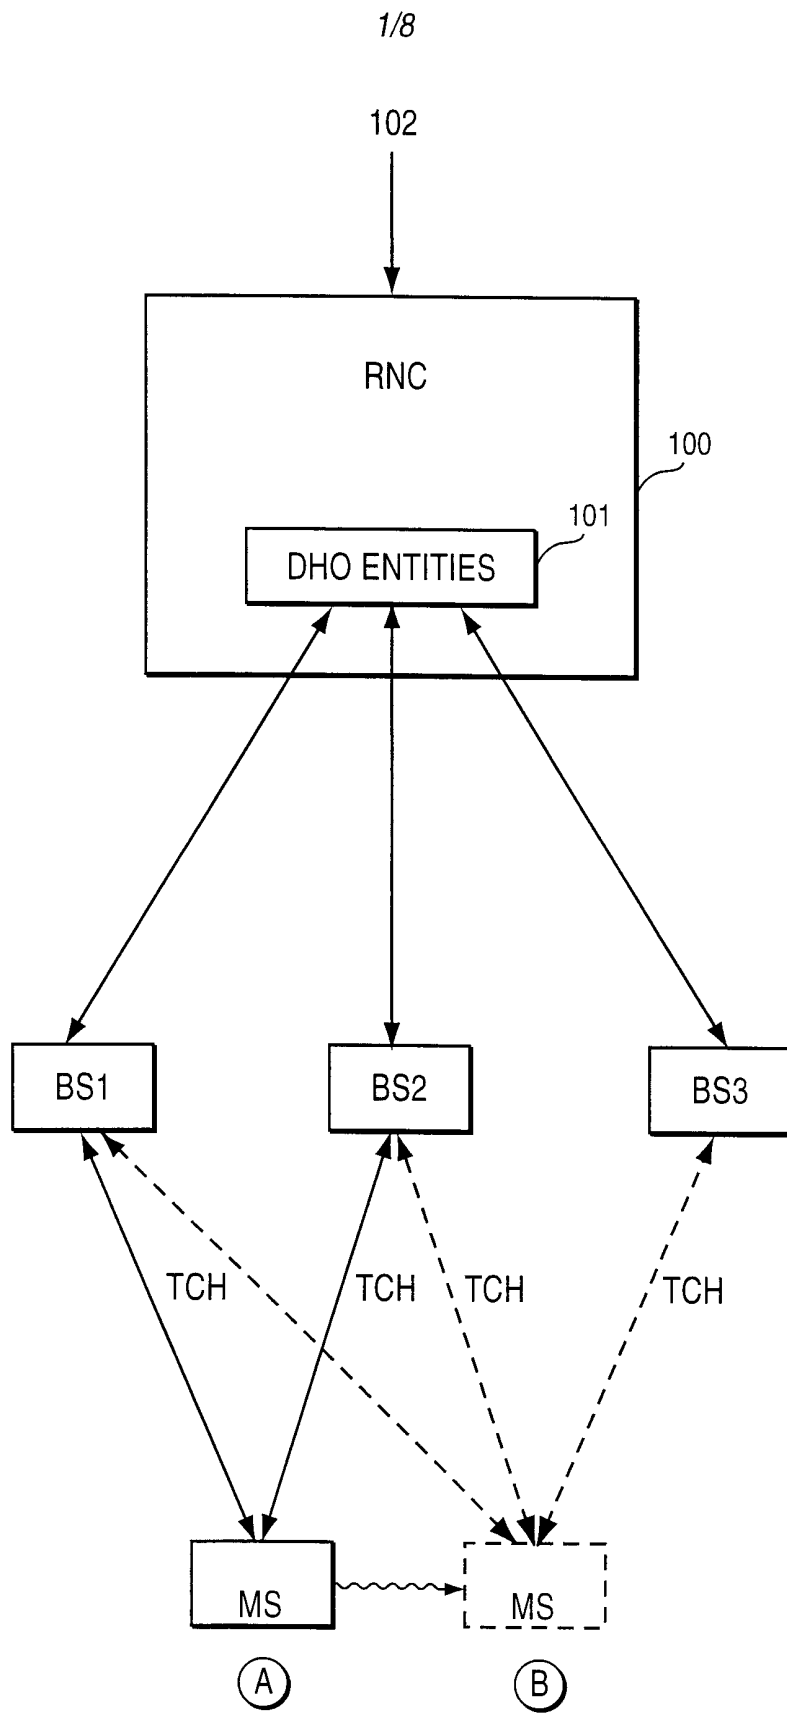 1/8
102
RNC
100
101
DHO ENTITIES
BS1
BS2
BS3
TCH
TCH
TCH
TCH
MS
MS
A
B